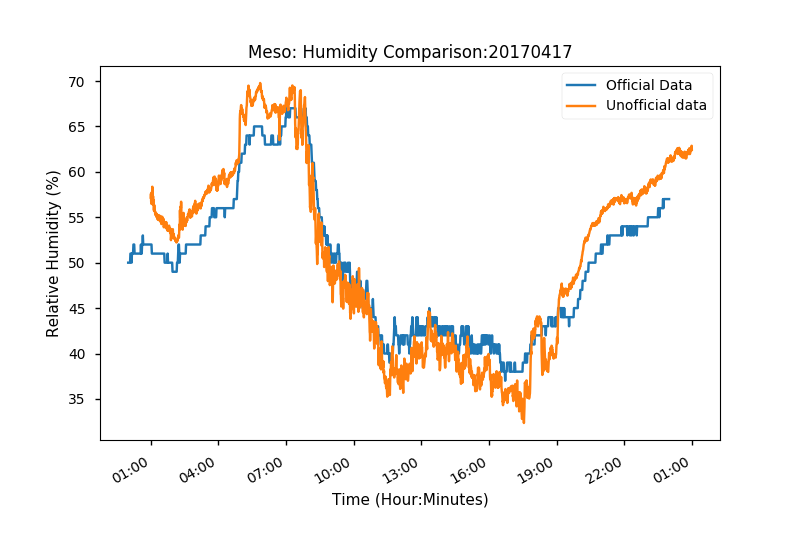 Meso: Humidity Comparison:20170417
Official Data
Unofficial data
70
65
60
55
50
45
40
35
Relative Humidity (%)
01:00 04:00 07:00 10:00 13:00 16:00 19:00 22:00 01:00
Time (Hour:Minutes)